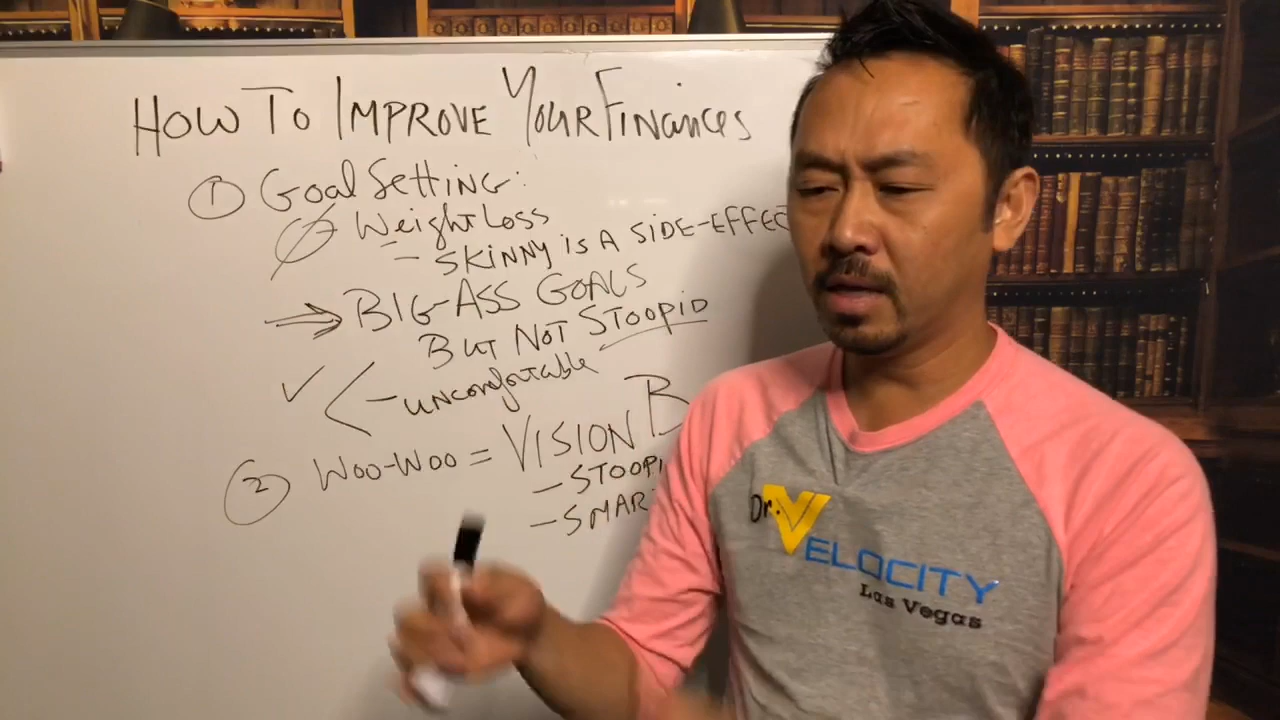 HOW TO IMPROVE YOUR FINANCES
① Goal Setting:
Weight Loss
- SKINNY IS A SIDE-EFFECT
⇒ BIG-ASS GOALS
BUT NOT STOOPID
✓ < - uncomfortable
② Woo-Woo = VISION B
- STOOPI
- SMAR
Dr. VELOCITY
Las Vegas